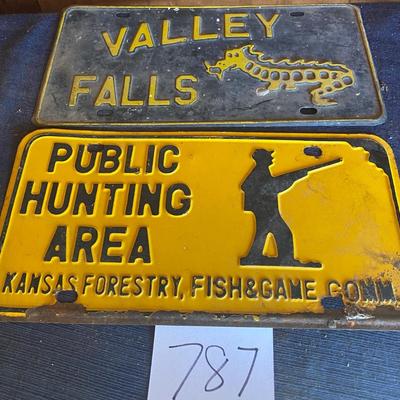 VALLEY
FALLS
PUBLIC
HUNTING
AREA
KANSAS FORESTRY, FISH&GAME COMM.
787